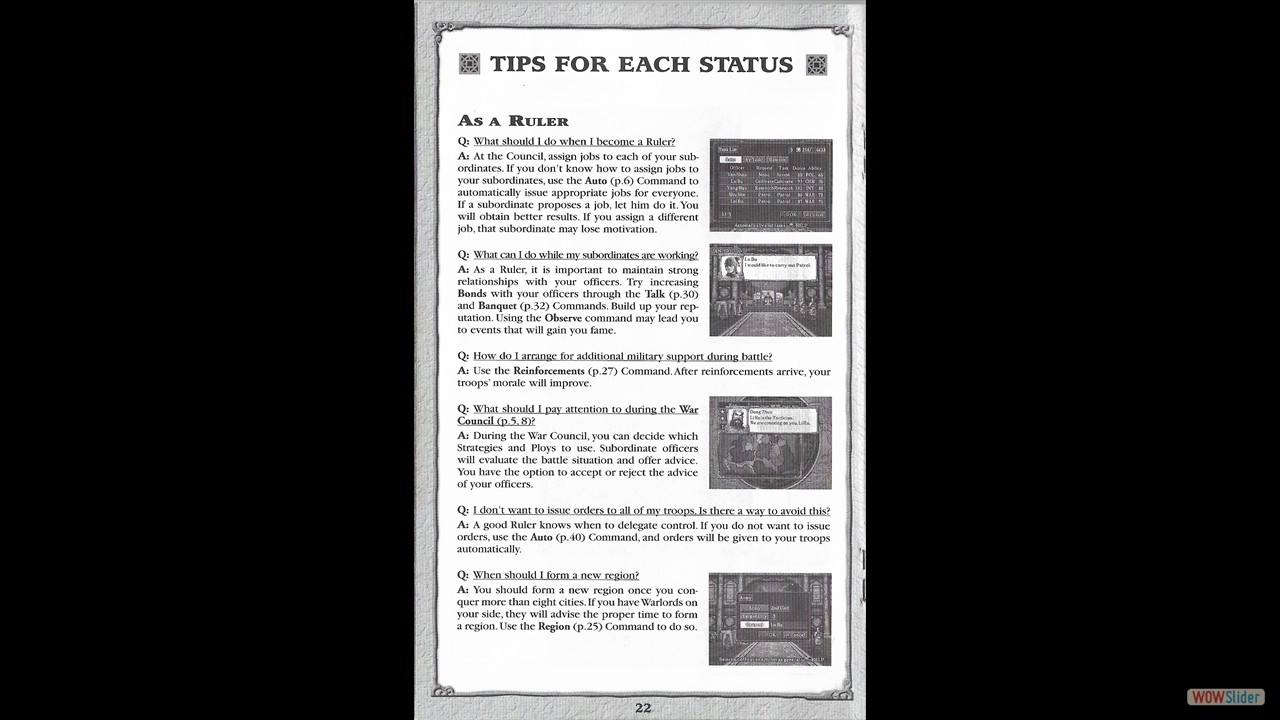 TIPS FOR EACH STATUS
AS A RULER
Q: What should I do when I become a Ruler?
A: At the Council, assign jobs to each of your sub-
ordinates. If you don't know how to assign jobs to
your subordinates, use the Auto (p.6) Command to
automatically issue appropriate jobs for everyone.
If a subordinate proposes a job, let him do it. You
will obtain better results. If you assign a different
job, that subordinate may lose motivation.
Q: What can I do while my subordinates are working?
A: As a Ruler, it is important to maintain strong
relationships with your officers. Try increasing
Bonds with your officers through the Talk (p.30)
and Banquet (p.32) Commands. Build up your rep-
utation. Using the Observe command may lead you
to events that will gain you fame.
Lu Bu
I would like to carry out Patrol.
Q: How do I arrange for additional military support during battle?
A: Use the Reinforcements (p.27) Command. After reinforcements arrive, your
troops' morale will improve.
Q: What should I pay attention to during the War
Council (p.5, 8)?
A: During the War Council, you can decide which
Strategies and Ploys to use. Subordinate officers
will evaluate the battle situation and offer advice.
You have the option to accept or reject the advice
of your officers.
Dong Zhuo
Li Ru is the Tactician.
We are counting on you, Li Ru.
Q: I don't want to issue orders to all of my troops. Is there a way to avoid this?
A: A good Ruler knows when to delegate control. If you do not want to issue
orders, use the Auto (p.40) Command, and orders will be given to your troops
automatically.
Q: When should I form a new region?
A: You should form a new region once you con-
quer more than eight cities. If you have Warlords on
your side, they will advise the proper time to form
a region. Use the Region (p.25) Command to do so.
22
WOWSlider